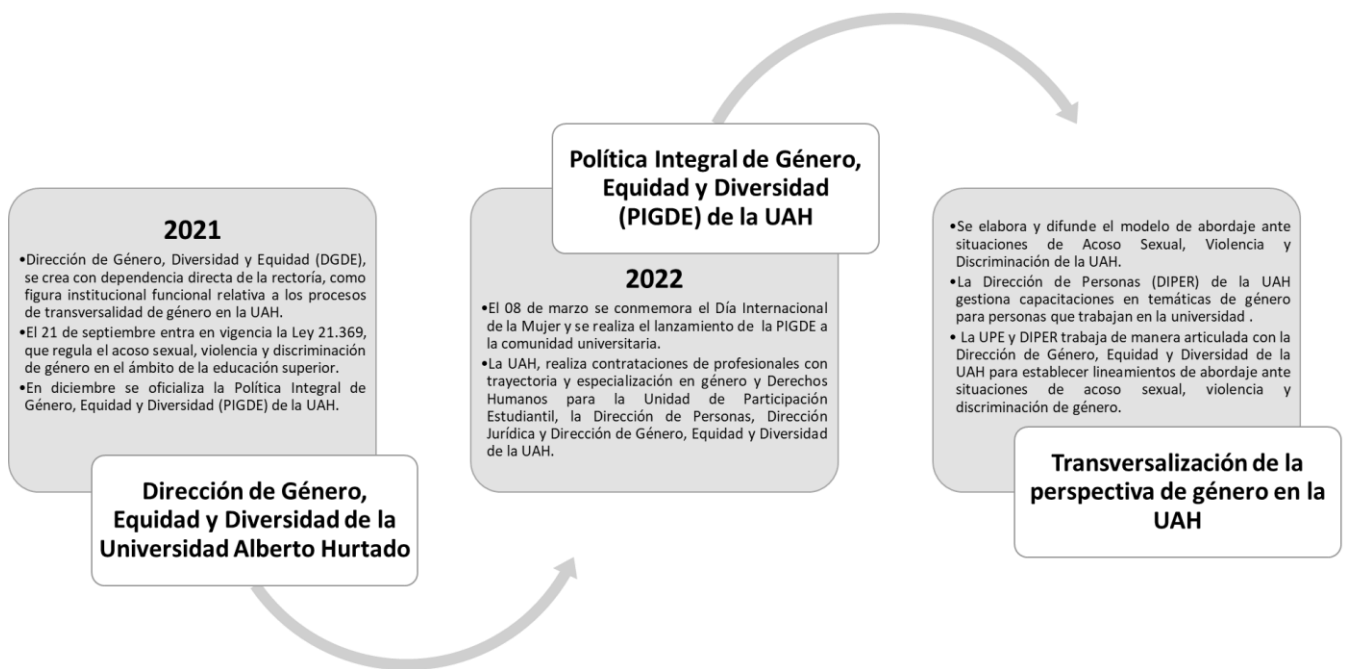 2021
•Dirección de Género, Diversidad y Equidad (DGDE),
se crea con dependencia directa de la rectoría, como
figura institucional funcional relativa a los procesos
de transversalidad de género en la UAH.
•El 21 de septiembre entra en vigencia la Ley 21.369,
que regula el acoso sexual, violencia y discriminación
de género en el ámbito de la educación superior.
•En diciembre se oficializa la Política Integral de
Género, Equidad y Diversidad (PIGDE) de la UAH.
Dirección de Género,
Equidad y Diversidad de la
Universidad Alberto Hurtado
Política Integral de Género,
Equidad y Diversidad
(PIGDE) de la UAH
2022
•El 08 de marzo se conmemora el Día Internacional
de la Mujer y se realiza el lanzamiento de la PIGDE a
la comunidad universitaria.
•La UAH, realiza contrataciones de profesionales con
trayectoria y especialización en género y Derechos
Humanos para la Unidad de Participación
Estudiantil, la Dirección de Personas, Dirección
Jurídica y Dirección de Género, Equidad y Diversidad
de la UAH.
•Se elabora y difunde el modelo de abordaje ante
situaciones de Acoso Sexual, Violencia y
Discriminación de la UAH.
•La Dirección de Personas (DIPER) de la UAH
gestiona capacitaciones en temáticas de género
para personas que trabajan en la universidad .
• La UPE y DIPER trabaja de manera articulada con la
Dirección de Género, Equidad y Diversidad de la
UAH para establecer lineamientos de abordaje ante
situaciones de acoso sexual, violencia y
discriminación de género.
Transversalización de la
perspectiva de género en la
UAH